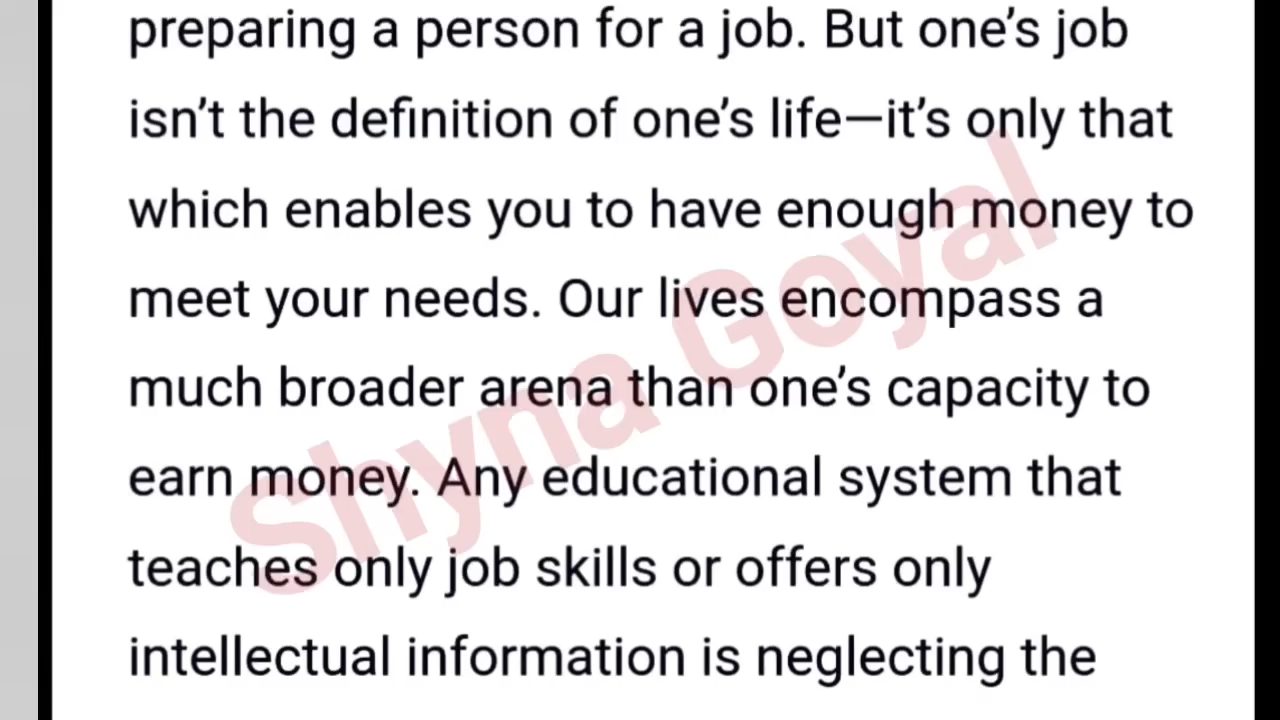 preparing a person for a job. But one's job
isn't the definition of one's life—it's only that
which enables you to have enough money to
meet your needs. Our lives encompass a
much broader arena than one's capacity to
earn money. Any educational system that
teaches only job skills or offers only
intellectual information is neglecting the
Shyna Goyal